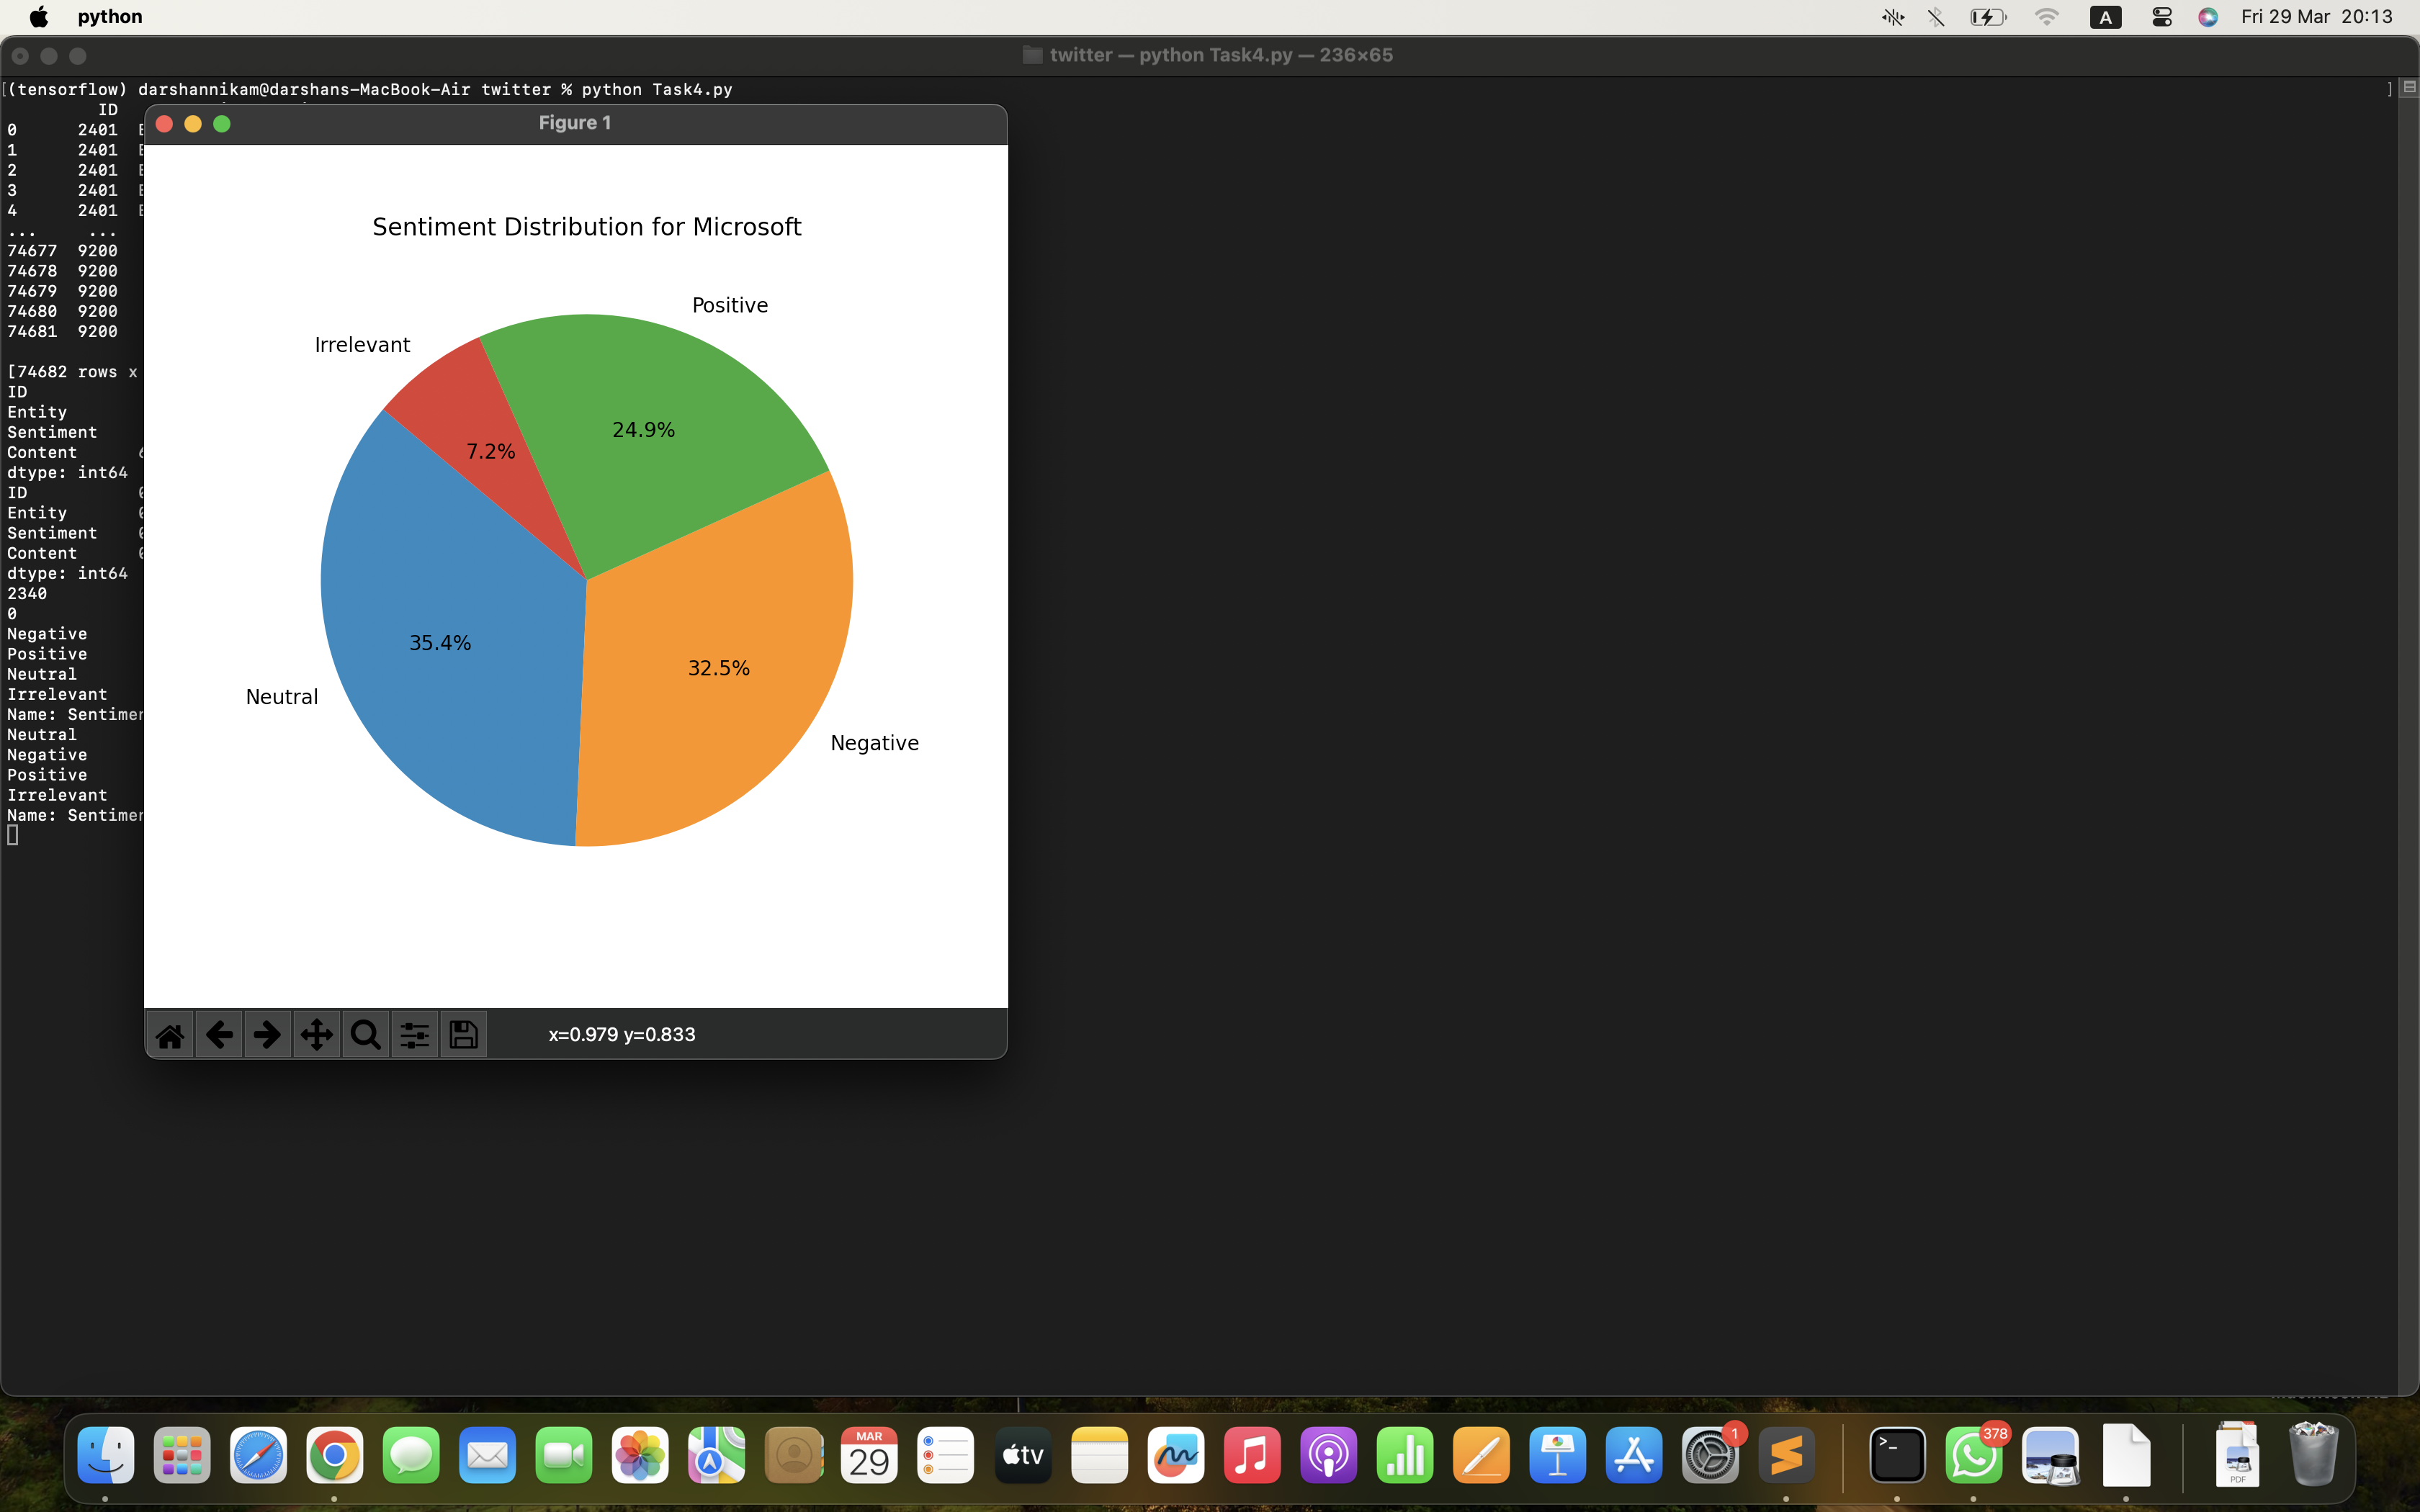 python
A
Fri 29 Mar 20:13
twitter — python Task4.py — 236×65
[(tensorflow) darshannikam@darshans-MacBook-Air twitter % python Task4.py ]
ID
0 2401
1 2401
2 2401
3 2401
4 2401
... ...
74677 9200
74678 9200
74679 9200
74680 9200
74681 9200
[74682 rows x
ID
Entity
Sentiment
Content
dtype: int64
ID
Entity
Sentiment
Content
dtype: int64
2340
0
Negative
Positive
Neutral
Irrelevant
Name: Sentimen
Neutral
Negative
Positive
Irrelevant
Name: Sentimen
Figure 1
Sentiment Distribution for Microsoft
Positive
Irrelevant
24.9%
7.2%
35.4%
32.5%
Neutral
Negative
x=0.979 y=0.833
MAR
29
tv
1
>_
378
PDF